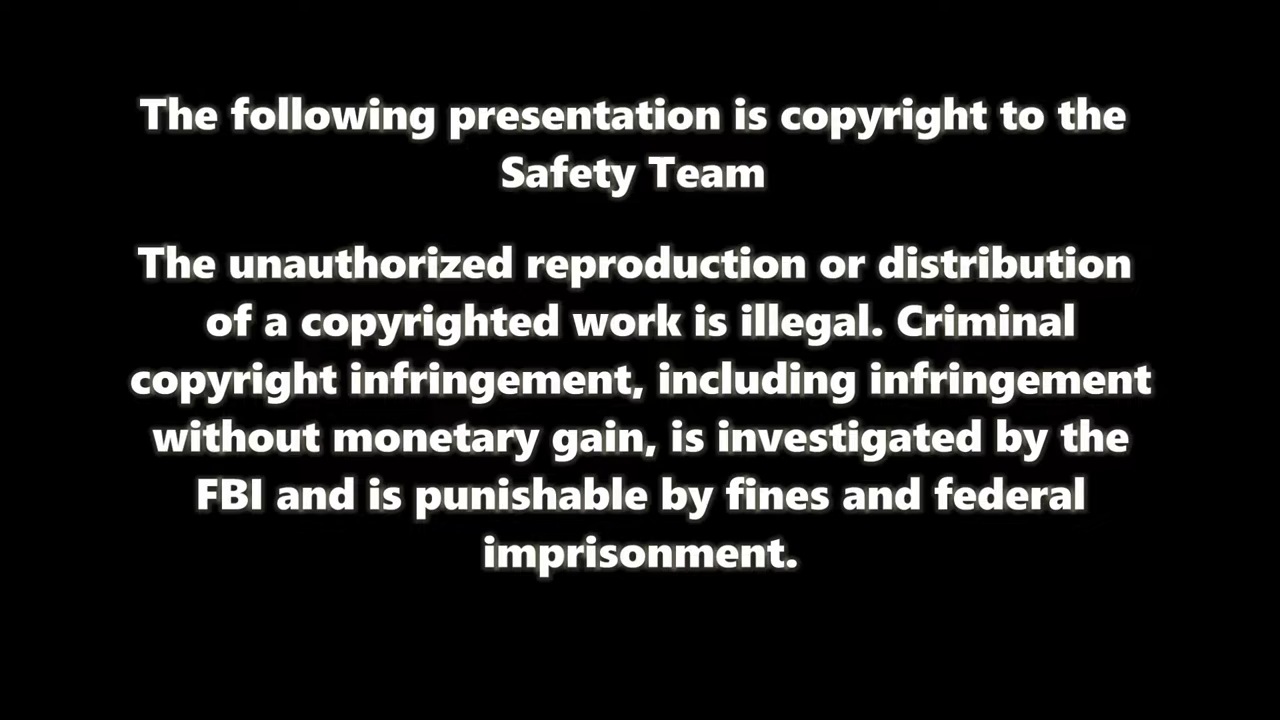 The following presentation is copyright to the
Safety Team
The unauthorized reproduction or distribution
of a copyrighted work is illegal. Criminal
copyright infringement, including infringement
without monetary gain, is investigated by the
FBI and is punishable by fines and federal
imprisonment.